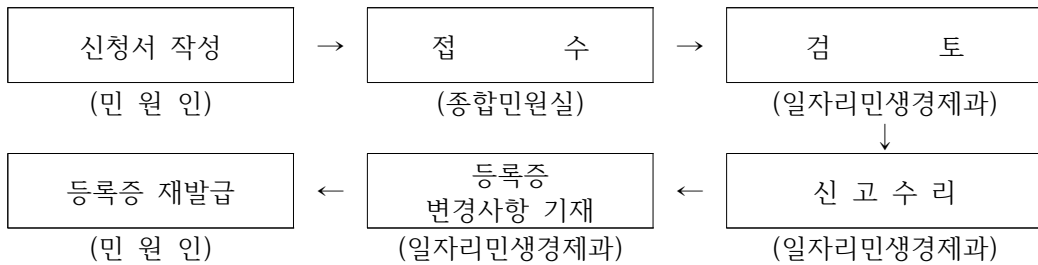 신청서 작성 → 접 수 → 검 토
(민 원 인) (종합민원실) (일자리민생경제과)
↓
등록증 재발급 ← 등록증 변경사항 기재 ← 신 고 수 리
(민 원 인) (일자리민생경제과) (일자리민생경제과)